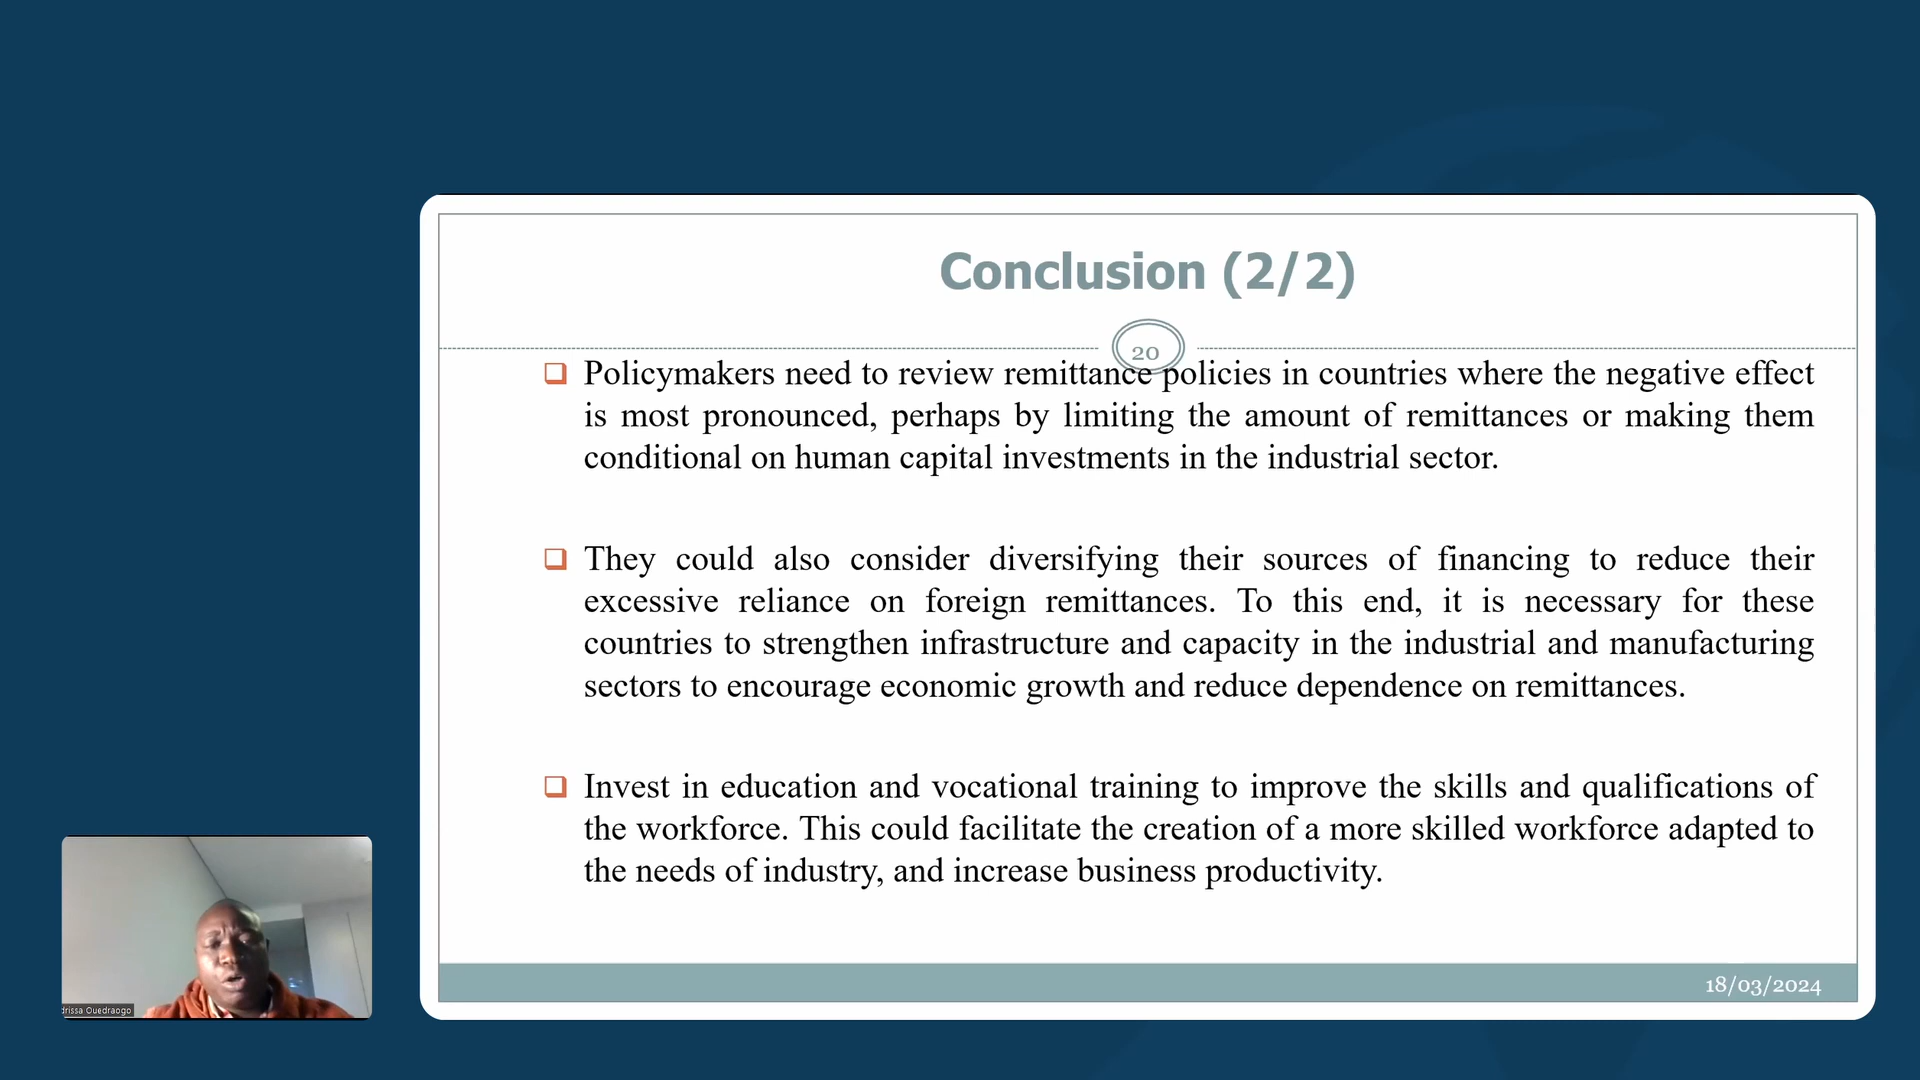 Conclusion (2/2)
20
Policymakers need to review remittance policies in countries where the negative effect
is most pronounced, perhaps by limiting the amount of remittances or making them
conditional on human capital investments in the industrial sector.
They could also consider diversifying their sources of financing to reduce their
excessive reliance on foreign remittances. To this end, it is necessary for these
countries to strengthen infrastructure and capacity in the industrial and manufacturing
sectors to encourage economic growth and reduce dependence on remittances.
Invest in education and vocational training to improve the skills and qualifications of
the workforce. This could facilitate the creation of a more skilled workforce adapted to
the needs of industry, and increase business productivity.
18/03/2024
drissa Ouedraogo